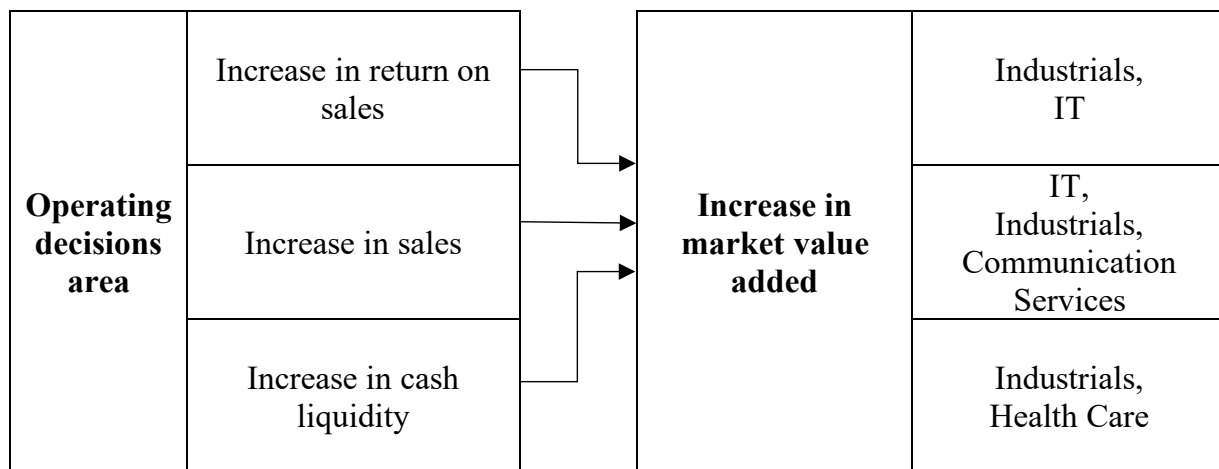 Operating
decisions
area
Increase in return on
sales
Increase in sales
Increase in cash
liquidity
Increase in
market value
added
Industrials,
IT
IT,
Industrials,
Communication
Services
Industrials,
Health Care